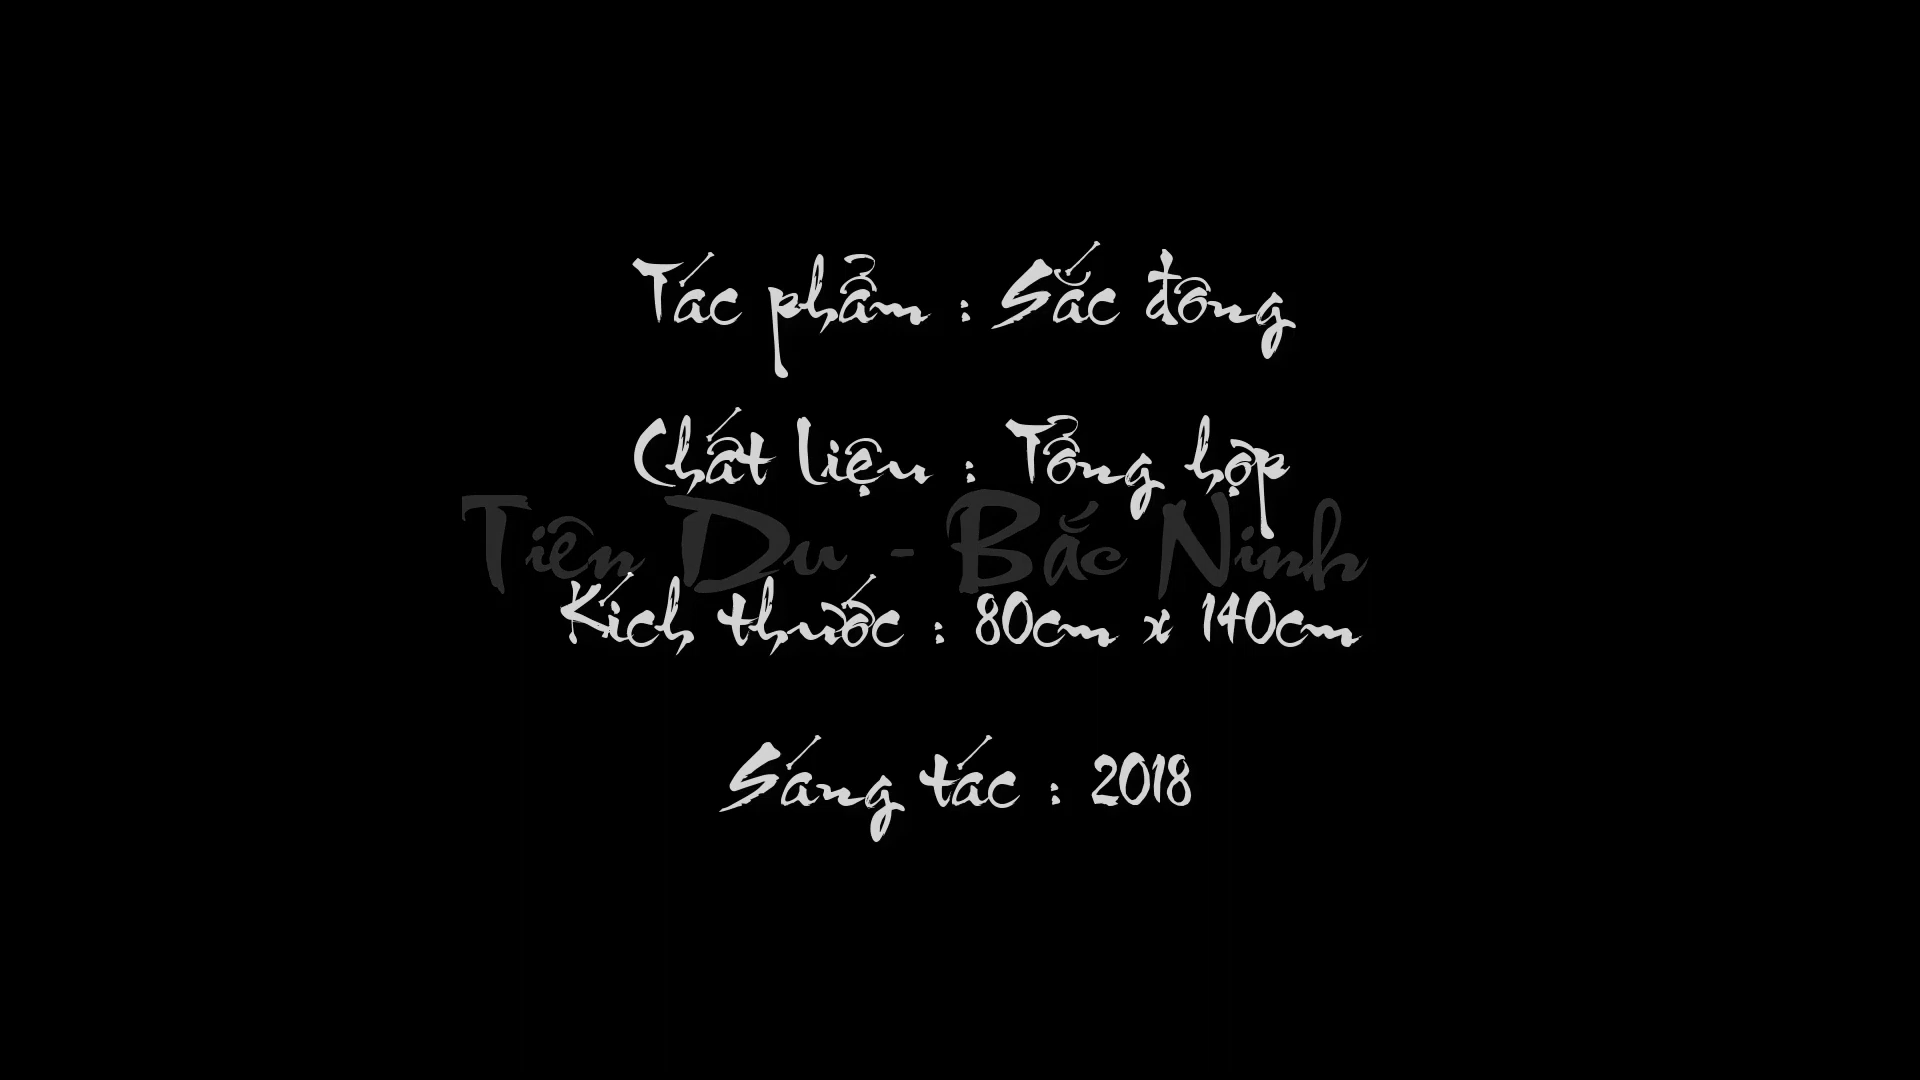 Tác phẩm : Sắc đông
Chất liệu : Tổng hợp
Tiên Du - Bắc Ninh
Kích thước : 80cm x 140cm
Sáng tác : 2018